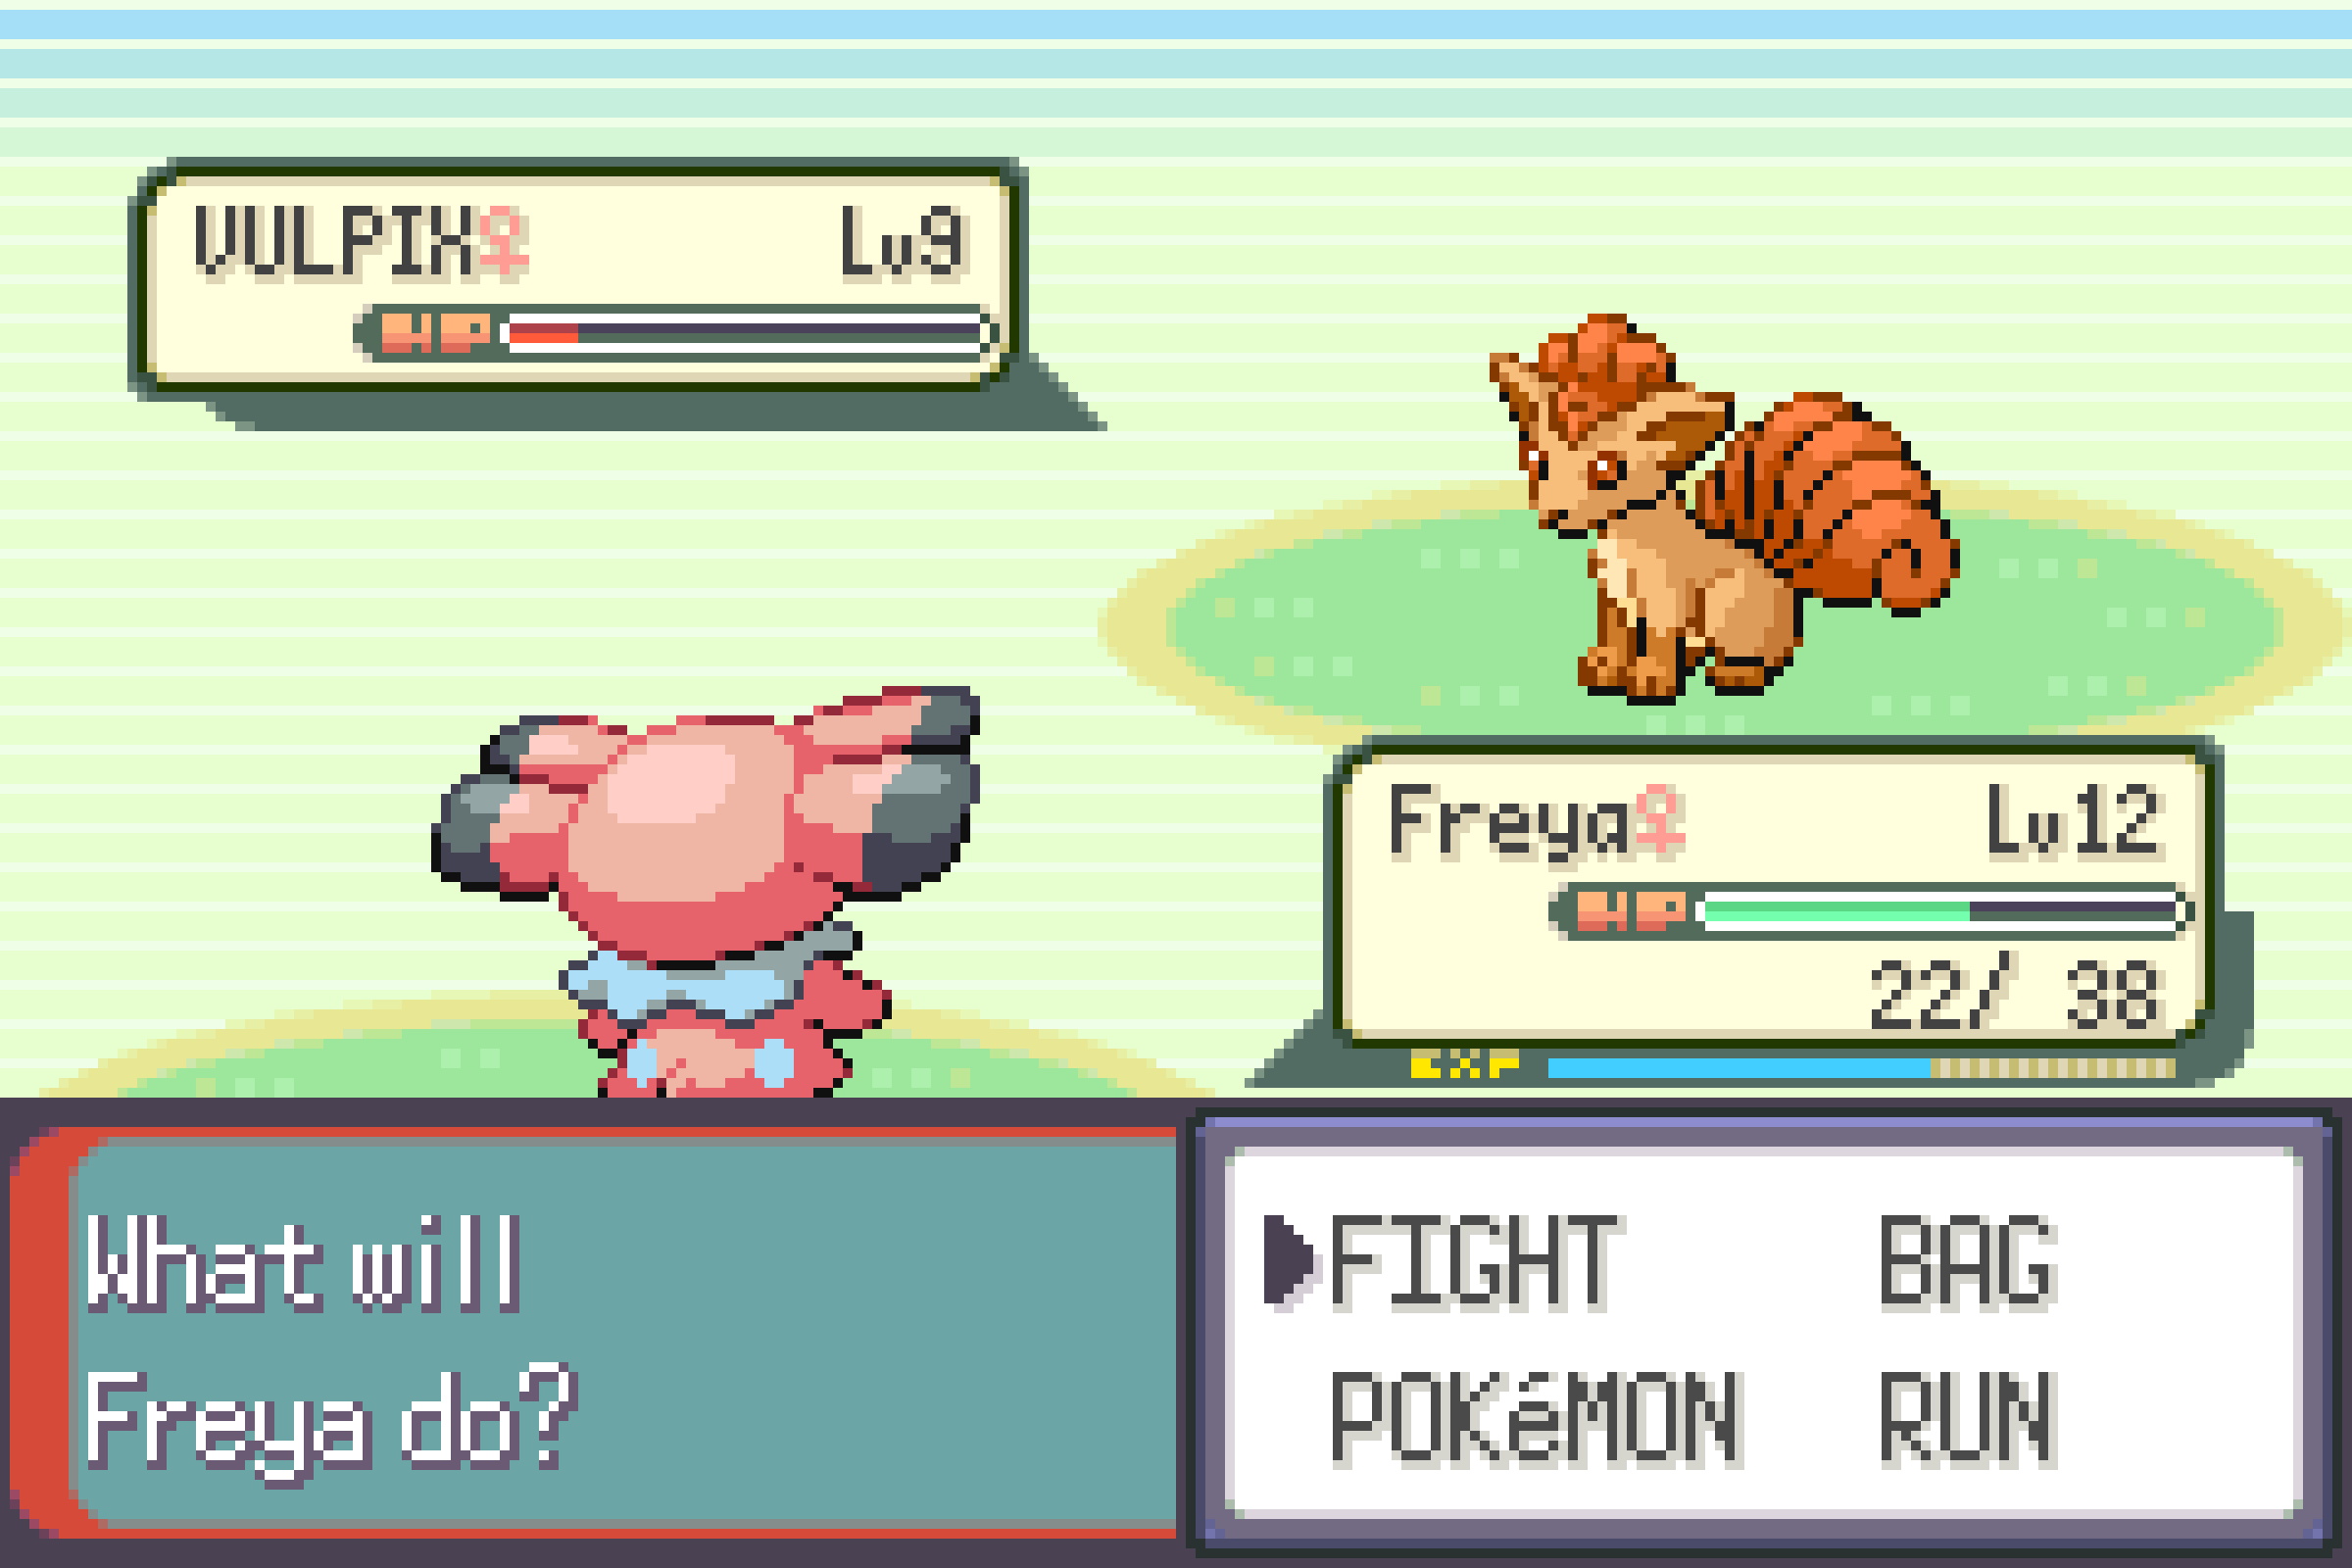 VULPIX♀ Lv9
HP
Freya♀ Lv12
HP
22/ 38
EXP
What will
Freya do?
FIGHT BAG
POKéMON RUN